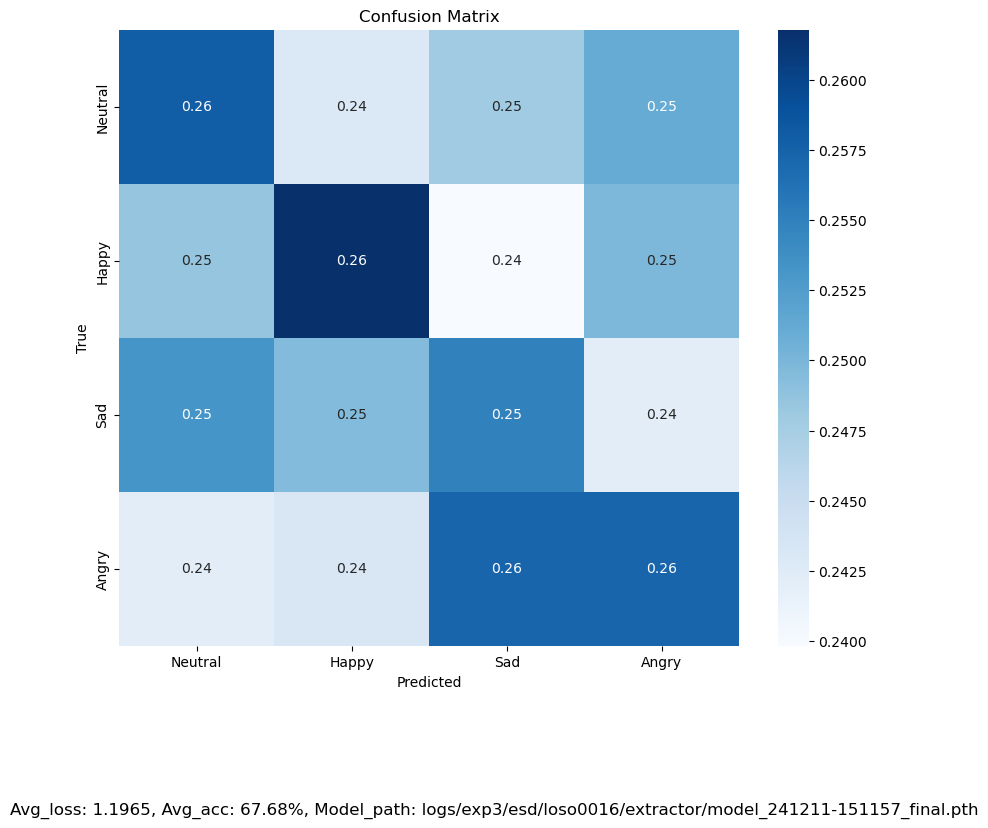 Confusion Matrix
Neutral 0.26 0.24 0.25 0.25
Happy 0.25 0.26 0.24 0.25
Sad 0.25 0.25 0.25 0.24
Angry 0.24 0.24 0.26 0.26
True
Neutral Happy Sad Angry
Predicted
0.2600
0.2575
0.2550
0.2525
0.2500
0.2475
0.2450
0.2425
0.2400
Avg_loss: 1.1965, Avg_acc: 67.68%, Model_path: logs/exp3/esd/loso0016/extractor/model_241211-151157_final.pth